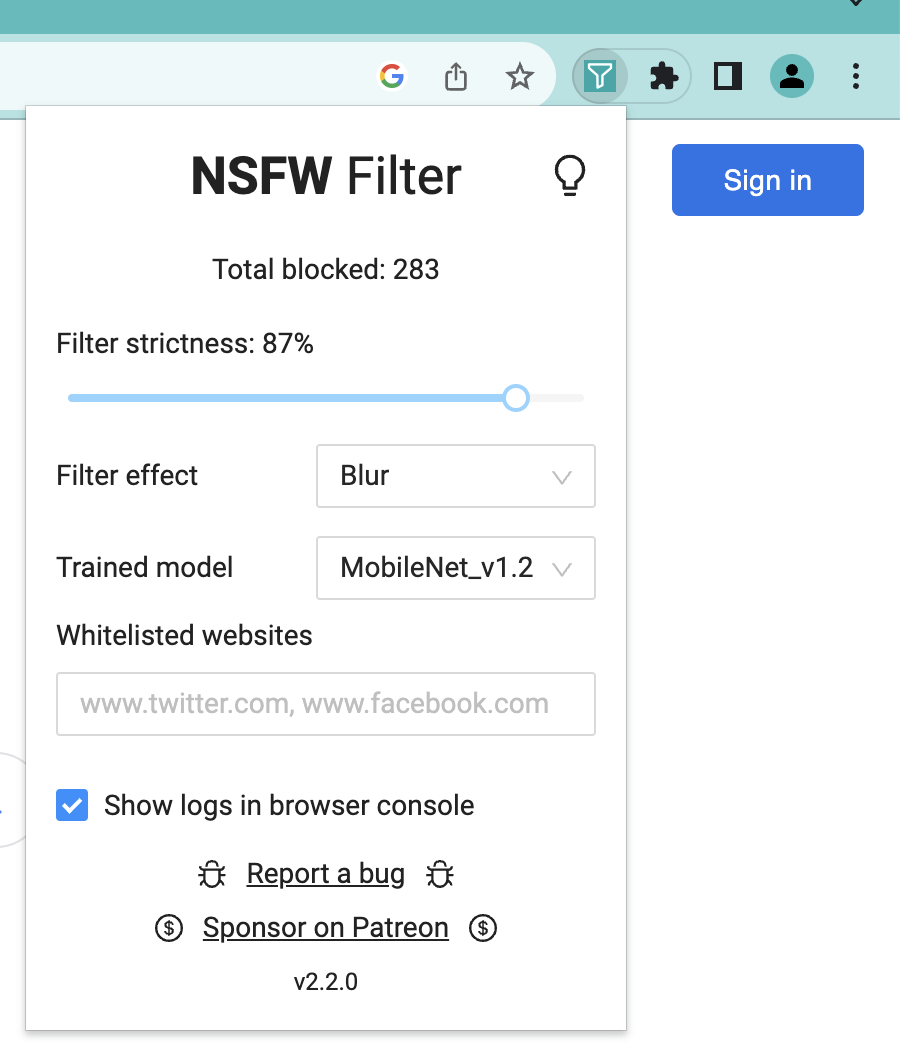 Sign in
NSFW Filter
Total blocked: 283
Filter strictness: 87%
Filter effect
Blur
Trained model
MobileNet_v1.2
Whitelisted websites
www.twitter.com, www.facebook.com
Show logs in browser console
Report a bug
$ Sponsor on Patreon $
v2.2.0